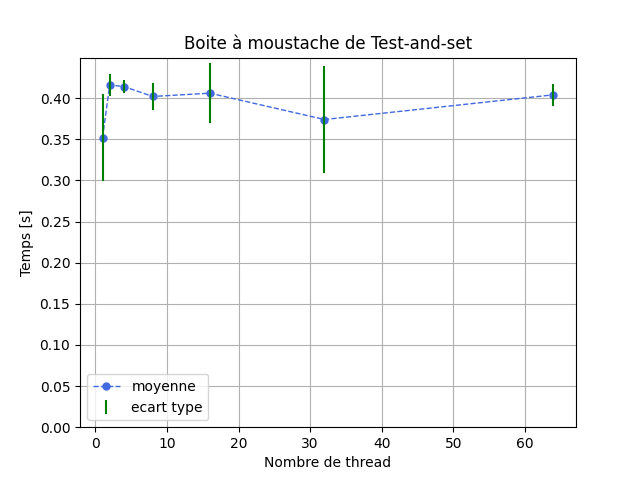 Boite à moustache de Test-and-set
0.40
0.35
0.30
0.25
0.20
0.15
0.10
0.05
0.00
Temps [s]
moyenne
ecart type
0 10 20 30 40 50 60
Nombre de thread